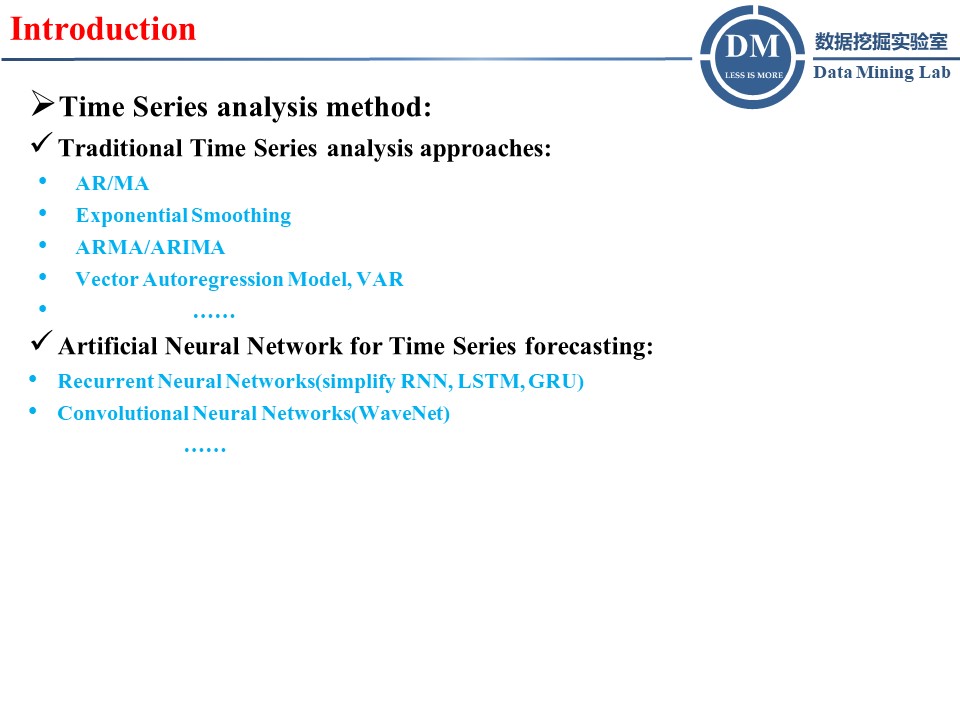 Introduction
DM
LESS IS MORE
数据挖掘实验室
Data Mining Lab
Time Series analysis method:
Traditional Time Series analysis approaches:
AR/MA
Exponential Smoothing
ARMA/ARIMA
Vector Autoregression Model, VAR
……
Artificial Neural Network for Time Series forecasting:
Recurrent Neural Networks(simplify RNN, LSTM, GRU)
Convolutional Neural Networks(WaveNet)
……